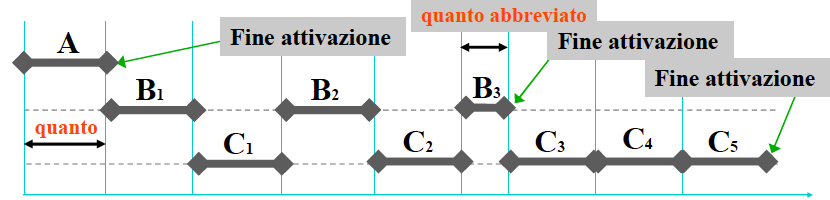 quanto abbreviato
A
Fine attivazione
Fine attivazione
Fine attivazione
B1
B2
B3
quanto
C1
C2
C3
C4
C5